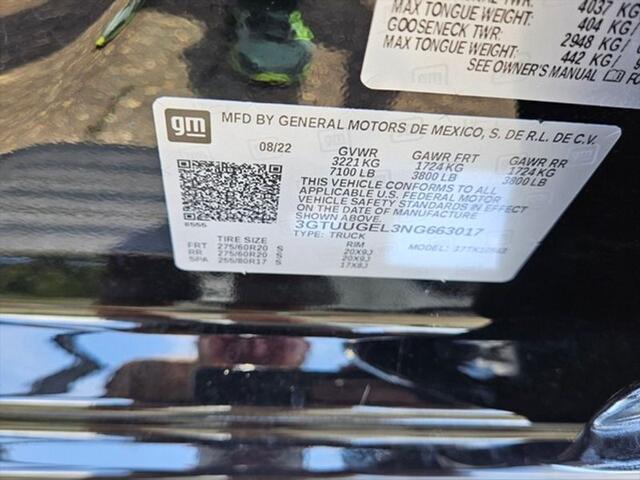 4037 KG
MAX TONGUE WEIGHT:
404 KG
GOOSENECK TWR:
2948 KG/
MAX TONGUE WEIGHT:
442 KG/
SEE OWNER'S MANUAL
gm
MFD BY GENERAL MOTORS DE MEXICO, S. DE R.L. DE C.V.
08/22 GVWR GAWR FRT GAWR RR
3221 KG 1724 KG 1724 KG
7100 LB 3800 LB 3800 LB
THIS VEHICLE CONFORMS TO ALL
APPLICABLE U.S. FEDERAL MOTOR
VEHICLE SAFETY STANDARDS IN EFFECT
ON THE DATE OF MANUFACTURE
3GTUUGEL3NG663017
TYPE: TRUCK MODEL:
TIRE SIZE RIM
FRT 275/60R20 S 20X9J
RR 275/60R20 S 20X9J
SPA 255/80R17 S 17X8J